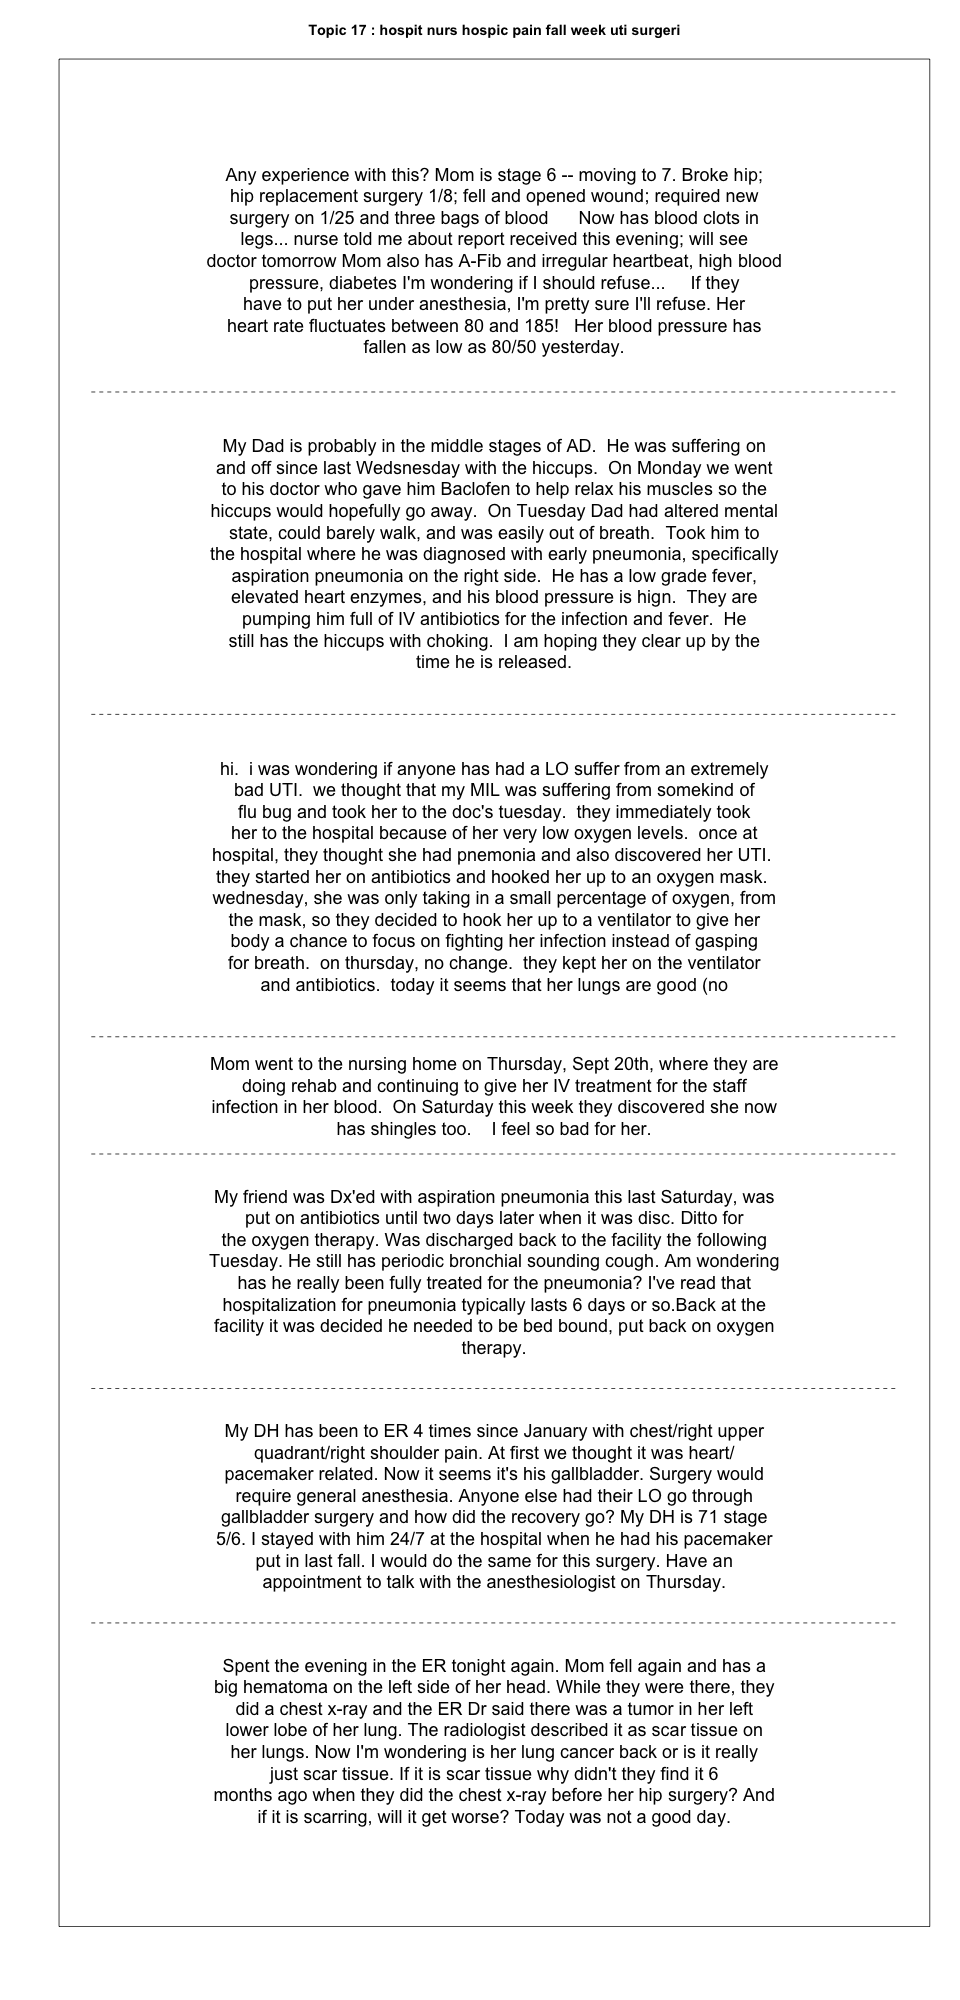 Topic 17 : hospit nurs hospic pain fall week uti surgeri
Any experience with this? Mom is stage 6 -- moving to 7. Broke hip;
hip replacement surgery 1/8; fell and opened wound; required new
surgery on 1/25 and three bags of blood      Now has blood clots in
legs... nurse told me about report received this evening; will see
doctor tomorrow Mom also has A-Fib and irregular heartbeat, high blood
pressure, diabetes I'm wondering if I should refuse...     If they
have to put her under anesthesia, I'm pretty sure I'll refuse. Her
heart rate fluctuates between 80 and 185!   Her blood pressure has
fallen as low as 80/50 yesterday.
My Dad is probably in the middle stages of AD.  He was suffering on
and off since last Wedsnesday with the hiccups.  On Monday we went
to his doctor who gave him Baclofen to help relax his muscles so the
hiccups would hopefully go away.  On Tuesday Dad had altered mental
state, could barely walk, and was easily out of breath.  Took him to
the hospital where he was diagnosed with early pneumonia, specifically
aspiration pneumonia on the right side.  He has a low grade fever,
elevated heart enzymes, and his blood pressure is hign.  They are
pumping him full of IV antibiotics for the infection and fever.  He
still has the hiccups with choking.  I am hoping they clear up by the
time he is released.
hi.  i was wondering if anyone has had a LO suffer from an extremely
bad UTI.  we thought that my MIL was suffering from somekind of
flu bug and took her to the doc's tuesday.  they immediately took
her to the hospital because of her very low oxygen levels.  once at
hospital, they thought she had pnemonia and also discovered her UTI.
they started her on antibiotics and hooked her up to an oxygen mask.
wednesday, she was only taking in a small percentage of oxygen, from
the mask, so they decided to hook her up to a ventilator to give her
body a chance to focus on fighting her infection instead of gasping
for breath.  on thursday, no change.  they kept her on the ventilator
and antibiotics.  today it seems that her lungs are good (no
Mom went to the nursing home on Thursday, Sept 20th, where they are
doing rehab and continuing to give her IV treatment for the staff
infection in her blood.  On Saturday this week they discovered she now
has shingles too.    I feel so bad for her.
My friend was Dx'ed with aspiration pneumonia this last Saturday, was
put on antibiotics until two days later when it was disc. Ditto for
the oxygen therapy. Was discharged back to the facility the following
Tuesday. He still has periodic bronchial sounding cough. Am wondering
has he really been fully treated for the pneumonia? I've read that
hospitalization for pneumonia typically lasts 6 days or so.Back at the
facility it was decided he needed to be bed bound, put back on oxygen
therapy.
My DH has been to ER 4 times since January with chest/right upper
quadrant/right shoulder pain. At first we thought it was heart/
pacemaker related. Now it seems it's his gallbladder. Surgery would
require general anesthesia. Anyone else had their LO go through
gallbladder surgery and how did the recovery go? My DH is 71 stage
5/6. I stayed with him 24/7 at the hospital when he had his pacemaker
put in last fall. I would do the same for this surgery. Have an
appointment to talk with the anesthesiologist on Thursday.
Spent the evening in the ER tonight again. Mom fell again and has a
big hematoma on the left side of her head. While they were there, they
did a chest x-ray and the ER Dr said there was a tumor in her left
lower lobe of her lung. The radiologist described it as scar tissue on
her lungs. Now I'm wondering is her lung cancer back or is it really
just scar tissue. If it is scar tissue why didn't they find it 6
months ago when they did the chest x-ray before her hip surgery? And
if it is scarring, will it get worse? Today was not a good day.